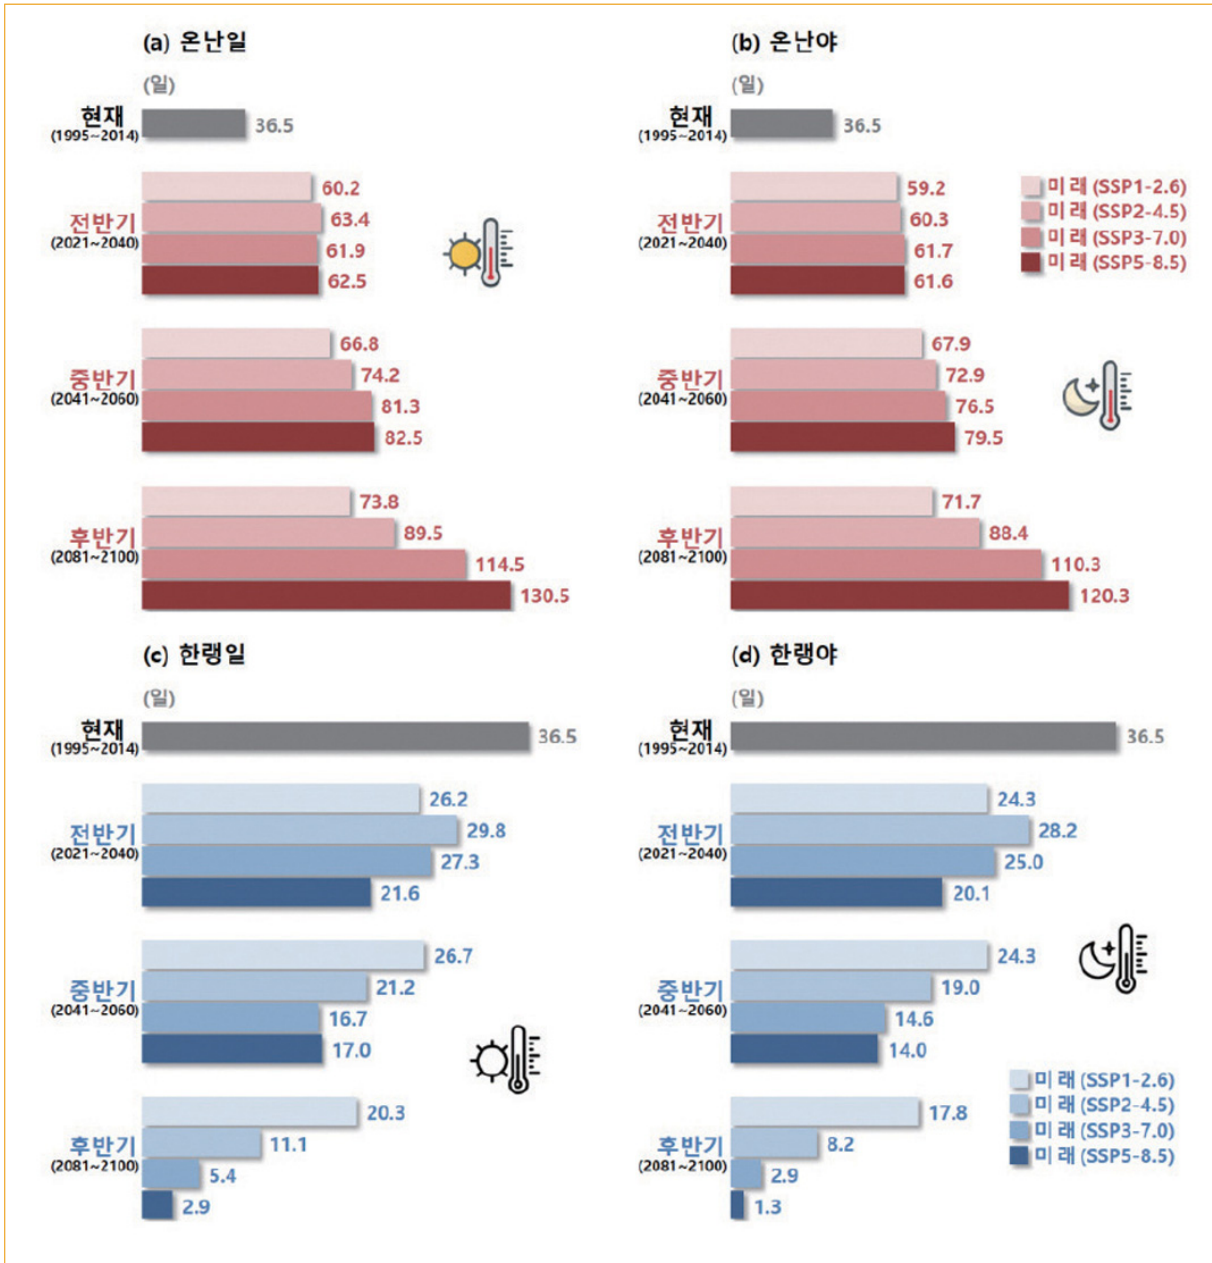 (a) 온난일
(일)
현재
(1995~2014)
36.5
전반기
(2021~2040)
60.2
63.4
61.9
62.5
중반기
(2041~2060)
66.8
74.2
81.3
82.5
후반기
(2081~2100)
73.8
89.5
114.5
130.5
(b) 온난야
(일)
현재
(1995~2014)
36.5
전반기
(2021~2040)
59.2
60.3
61.7
61.6
미래 (SSP1-2.6)
미래 (SSP2-4.5)
미래 (SSP3-7.0)
미래 (SSP5-8.5)
중반기
(2041~2060)
67.9
72.9
76.5
79.5
후반기
(2081~2100)
71.7
88.4
110.3
120.3
(c) 한랭일
(일)
현재
(1995~2014)
36.5
전반기
(2021~2040)
26.2
29.8
27.3
21.6
중반기
(2041~2060)
26.7
21.2
16.7
17.0
후반기
(2081~2100)
20.3
11.1
5.4
2.9
(d) 한랭야
(일)
현재
(1995~2014)
36.5
전반기
(2021~2040)
24.3
28.2
25.0
20.1
중반기
(2041~2060)
24.3
19.0
14.6
14.0
후반기
(2081~2100)
17.8
8.2
2.9
1.3
미래 (SSP1-2.6)
미래 (SSP2-4.5)
미래 (SSP3-7.0)
미래 (SSP5-8.5)